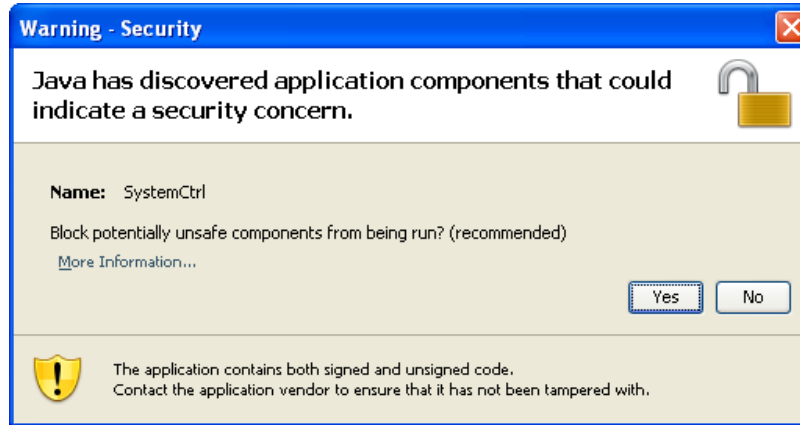 Warning - Security
Java has discovered application components that could
indicate a security concern.
Name: SystemCtrl
Block potentially unsafe components from being run? (recommended)
More Information...
Yes No
The application contains both signed and unsigned code.
Contact the application vendor to ensure that it has not been tampered with.